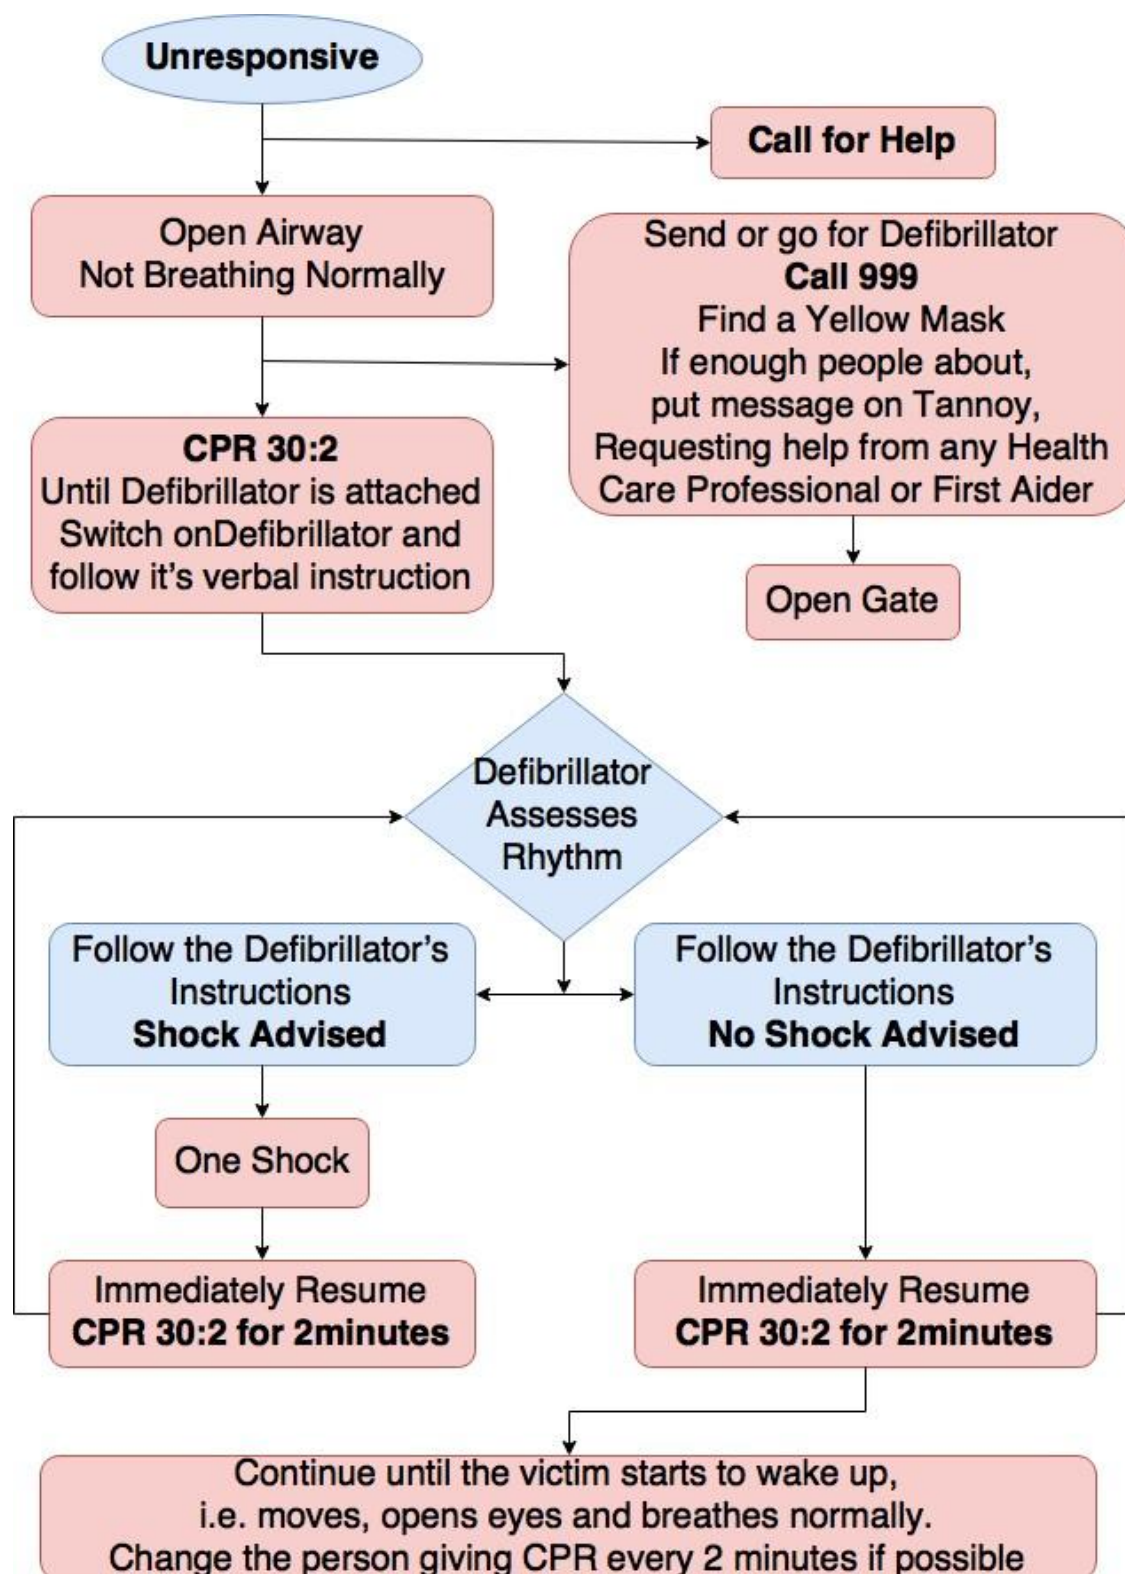 Unresponsive
Call for Help
Open Airway
Not Breathing Normally
Send or go for Defibrillator
Call 999
Find a Yellow Mask
If enough people about,
put message on Tannoy,
Requesting help from any Health
Care Professional or First Aider
CPR 30:2
Until Defibrillator is attached
Switch onDefibrillator and
follow it's verbal instruction
Open Gate
Defibrillator
Assesses
Rhythm
Follow the Defibrillator's
Instructions
Shock Advised
Follow the Defibrillator's
Instructions
No Shock Advised
One Shock
Immediately Resume
CPR 30:2 for 2minutes
Immediately Resume
CPR 30:2 for 2minutes
Continue until the victim starts to wake up,
i.e. moves, opens eyes and breathes normally.
Change the person giving CPR every 2 minutes if possible